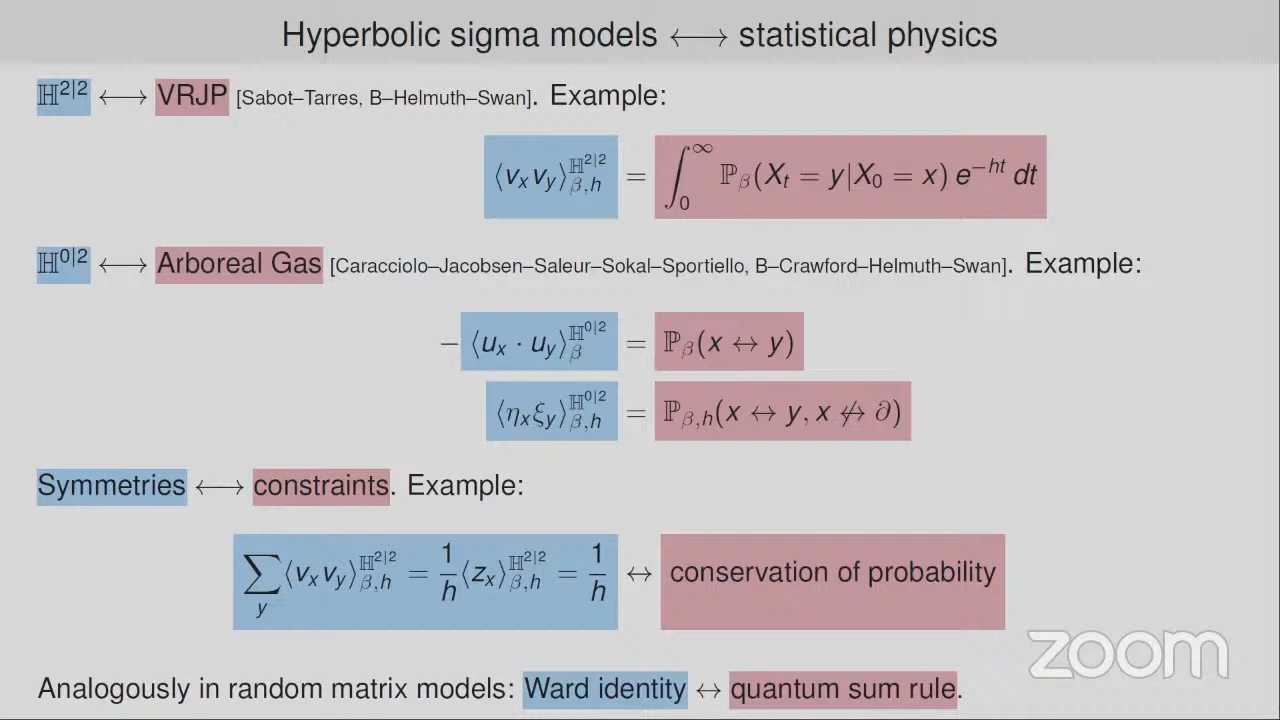 Hyperbolic sigma models ⟷ statistical physics
ℍ^{2|2} ⟷ VRJP [Sabot–Tarres, B–Helmuth–Swan]. Example:
⟨v_x v_y⟩_{β,h}^{ℍ^{2|2}} = ∫_0^∞ ℙ_β(X_t = y|X_0 = x) e^{−ht} dt
ℍ^{0|2} ⟷ Arboreal Gas [Caracciolo–Jacobsen–Saleur–Sokal–Sportiello, B–Crawford–Helmuth–Swan]. Example:
− ⟨u_x · u_y⟩_β^{ℍ^{0|2}} = ℙ_β(x ↔ y)
⟨η_x ξ_y⟩_{β,h}^{ℍ^{0|2}} = ℙ_{β,h}(x ↔ y, x ↮ ∂)
Symmetries ⟷ constraints. Example:
∑_y ⟨v_x v_y⟩_{β,h}^{ℍ^{2|2}} = 1/h ⟨z_x⟩_{β,h}^{ℍ^{2|2}} = 1/h ↔ conservation of probability
zoom
Analogously in random matrix models: Ward identity ↔ quantum sum rule.